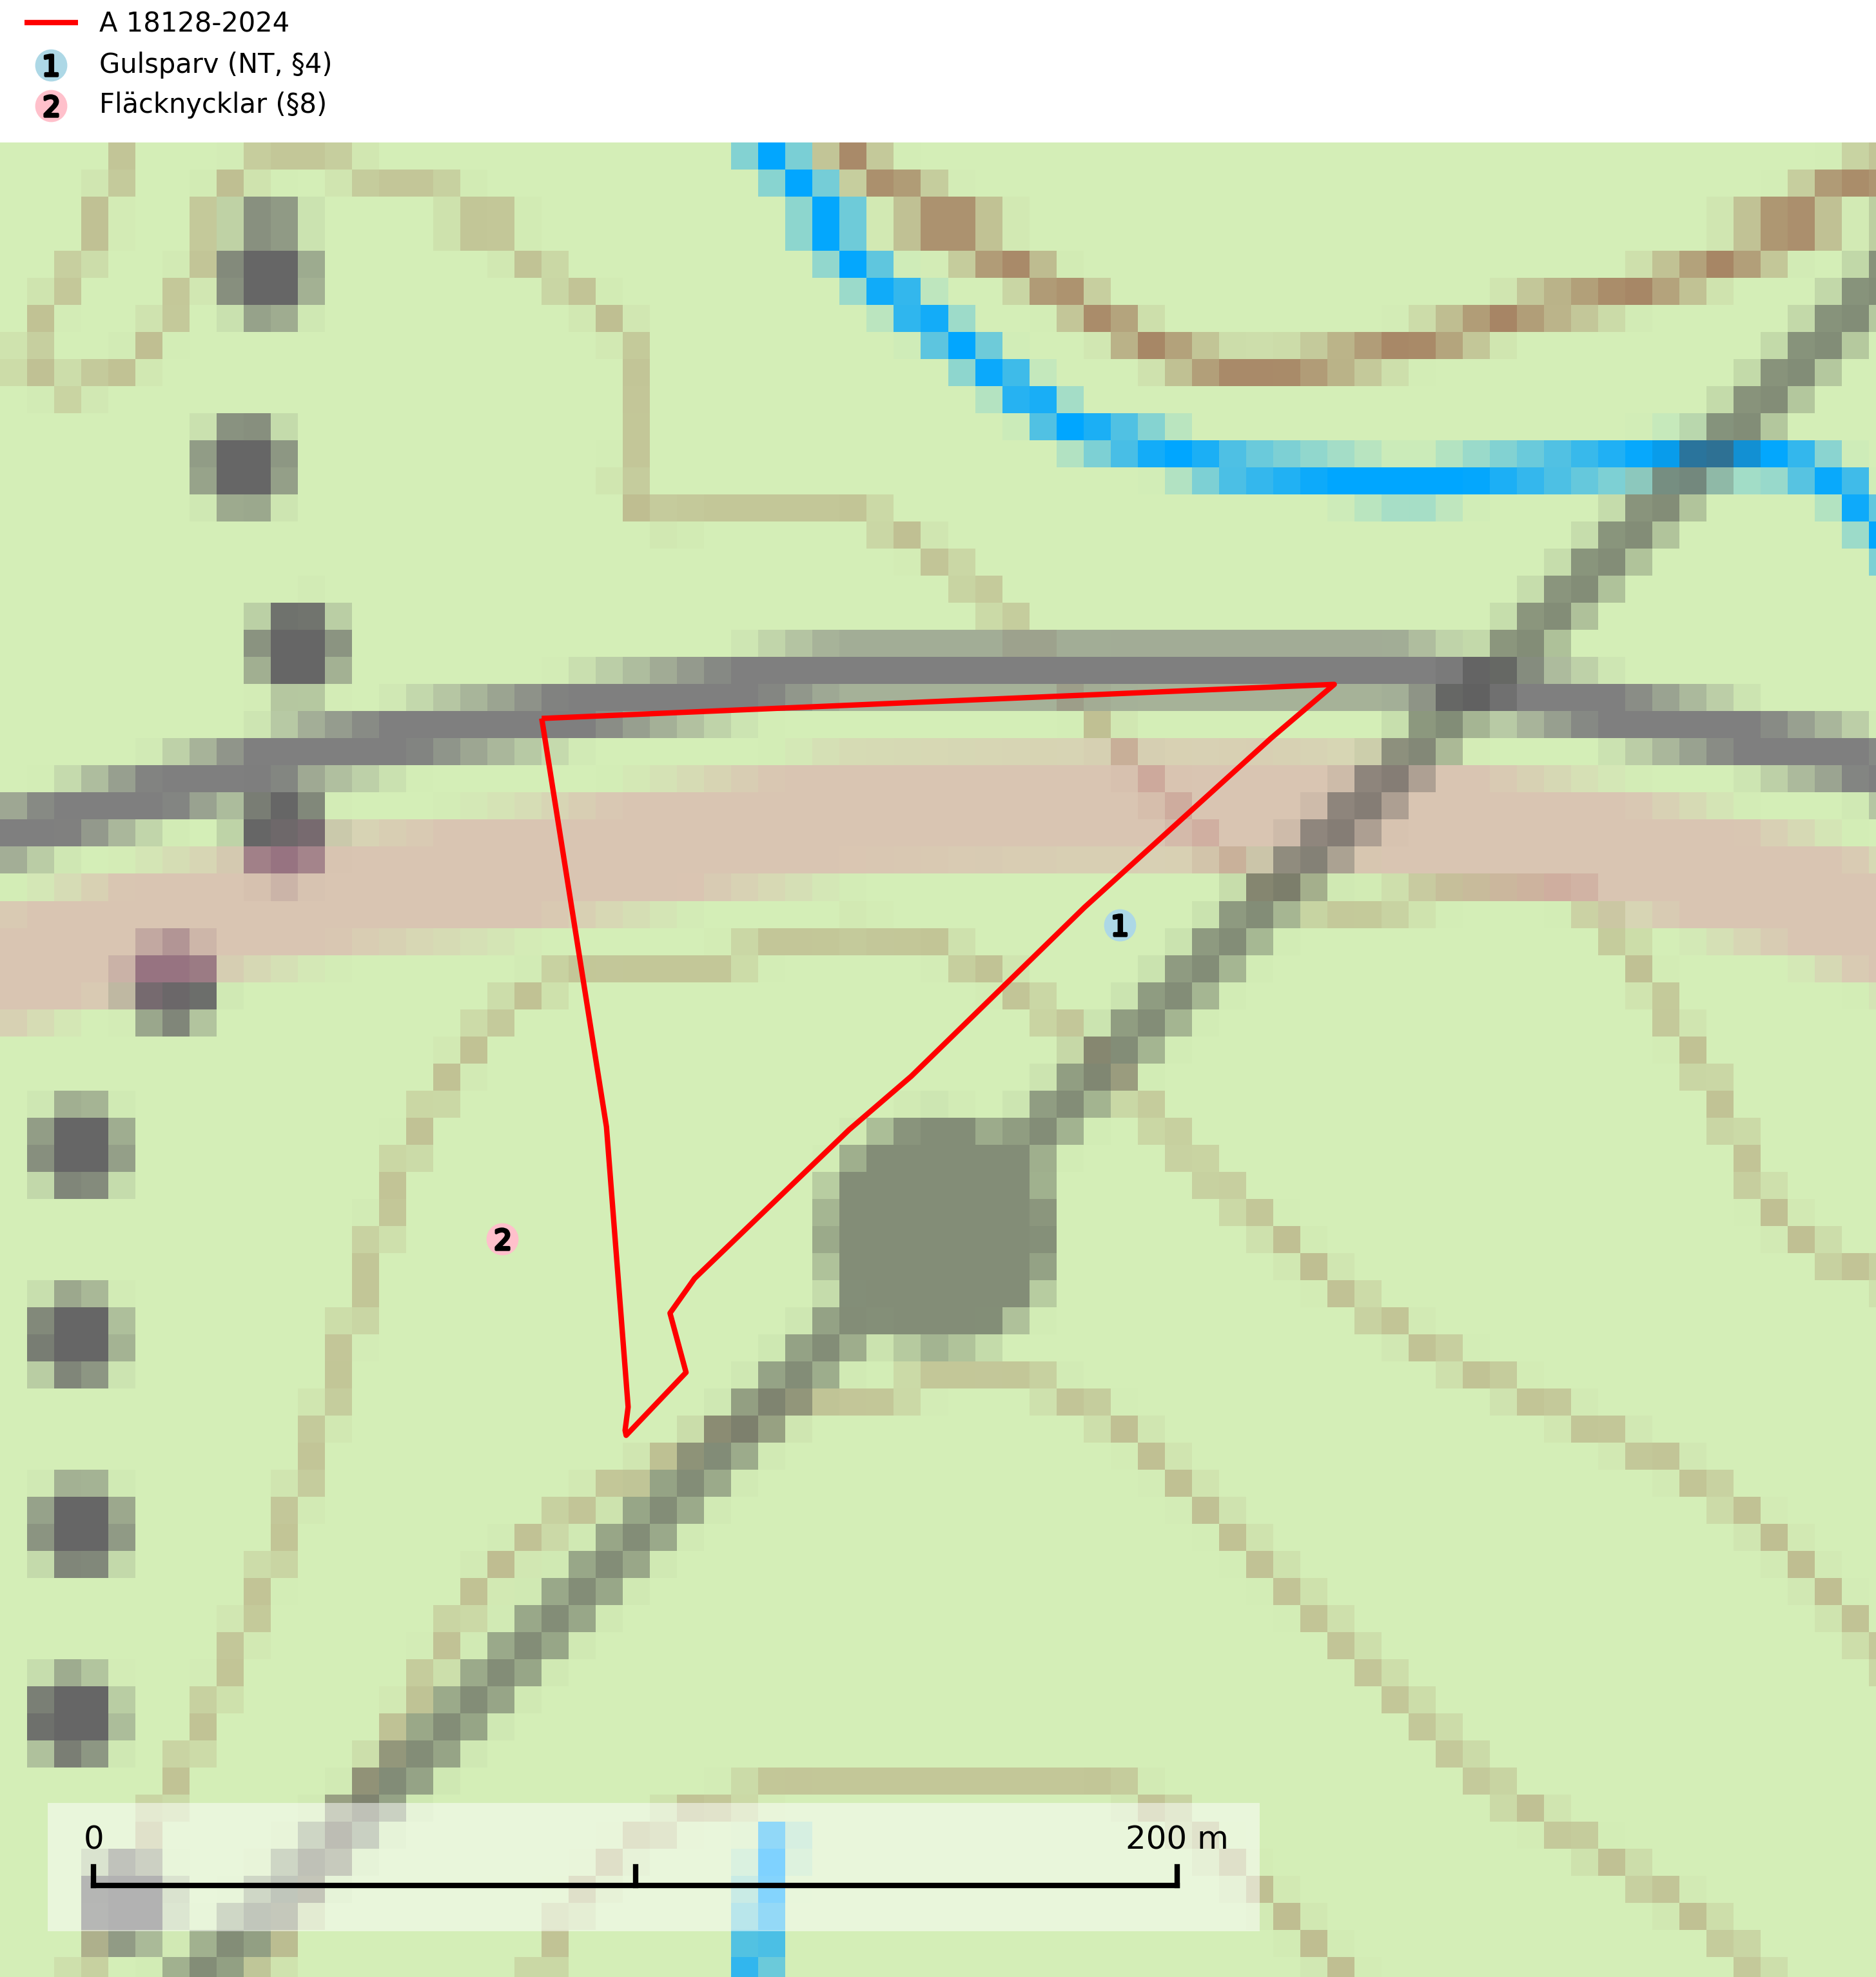 A 18128-2024
1 Gulsparv (NT, §4)
2 Fläcknycklar (§8)
1
2
0 200 m